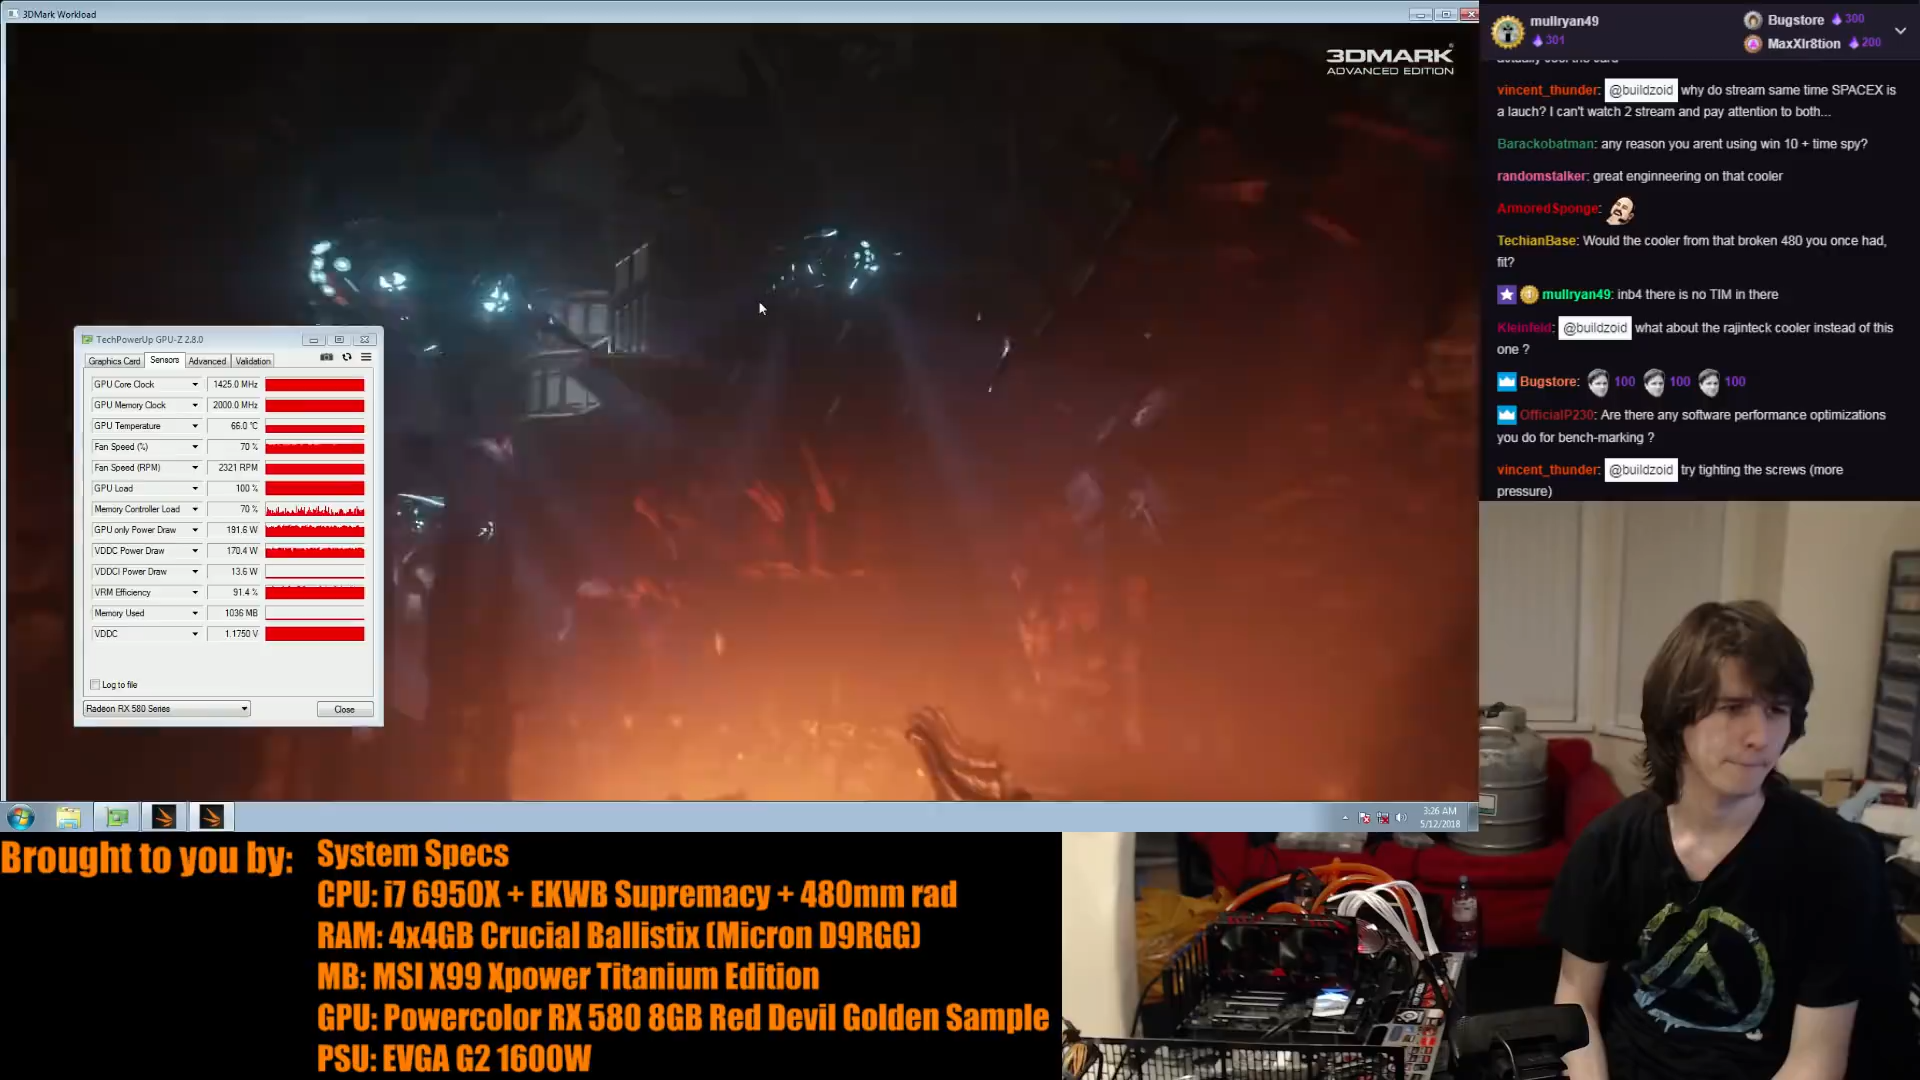 3DMark Workload
3DMARK
ADVANCED EDITION
TechPowerUp GPU-Z 2.8.0
Graphics Card Sensors Advanced Validation
GPU Core Clock 1425.0 MHz
GPU Memory Clock 2000.0 MHz
GPU Temperature 66.0 °C
Fan Speed (%) 70 %
Fan Speed (RPM) 2321 RPM
GPU Load 100 %
Memory Controller Load 70 %
GPU only Power Draw 191.6 W
VDDC Power Draw 170.4 W
VDDCI Power Draw 13.6 W
VRM Efficiency 91.4 %
Memory Used 1036 MB
VDDC 1.1750 V
Log to file
Radeon RX 580 Series Close
3:26 AM
5/12/2018
mullryan49
301
Bugstore 300
MaxXlr8tion 200
actually cool the card
vincent_thunder: @buildzoid why do stream same time SPACEX is
a lauch? I can't watch 2 stream and pay attention to both...
Barackobatman: any reason you arent using win 10 + time spy?
randomstalker: great enginneering on that cooler
ArmoredSponge:
TechianBase: Would the cooler from that broken 480 you once had,
fit?
mullryan49: inb4 there is no TIM in there
Kleinfeld: @buildzoid what about the rajinteck cooler instead of this
one ?
Bugstore: 100 100 100
OfficialP230: Are there any software performance optimizations
you do for bench-marking ?
vincent_thunder: @buildzoid try tighting the screws (more
pressure)
Brought to you by:
System Specs
CPU: i7 6950X + EKWB Supremacy + 480mm rad
RAM: 4x4GB Crucial Ballistix (Micron D9RGG)
MB: MSI X99 Xpower Titanium Edition
GPU: Powercolor RX 580 8GB Red Devil Golden Sample
PSU: EVGA G2 1600W